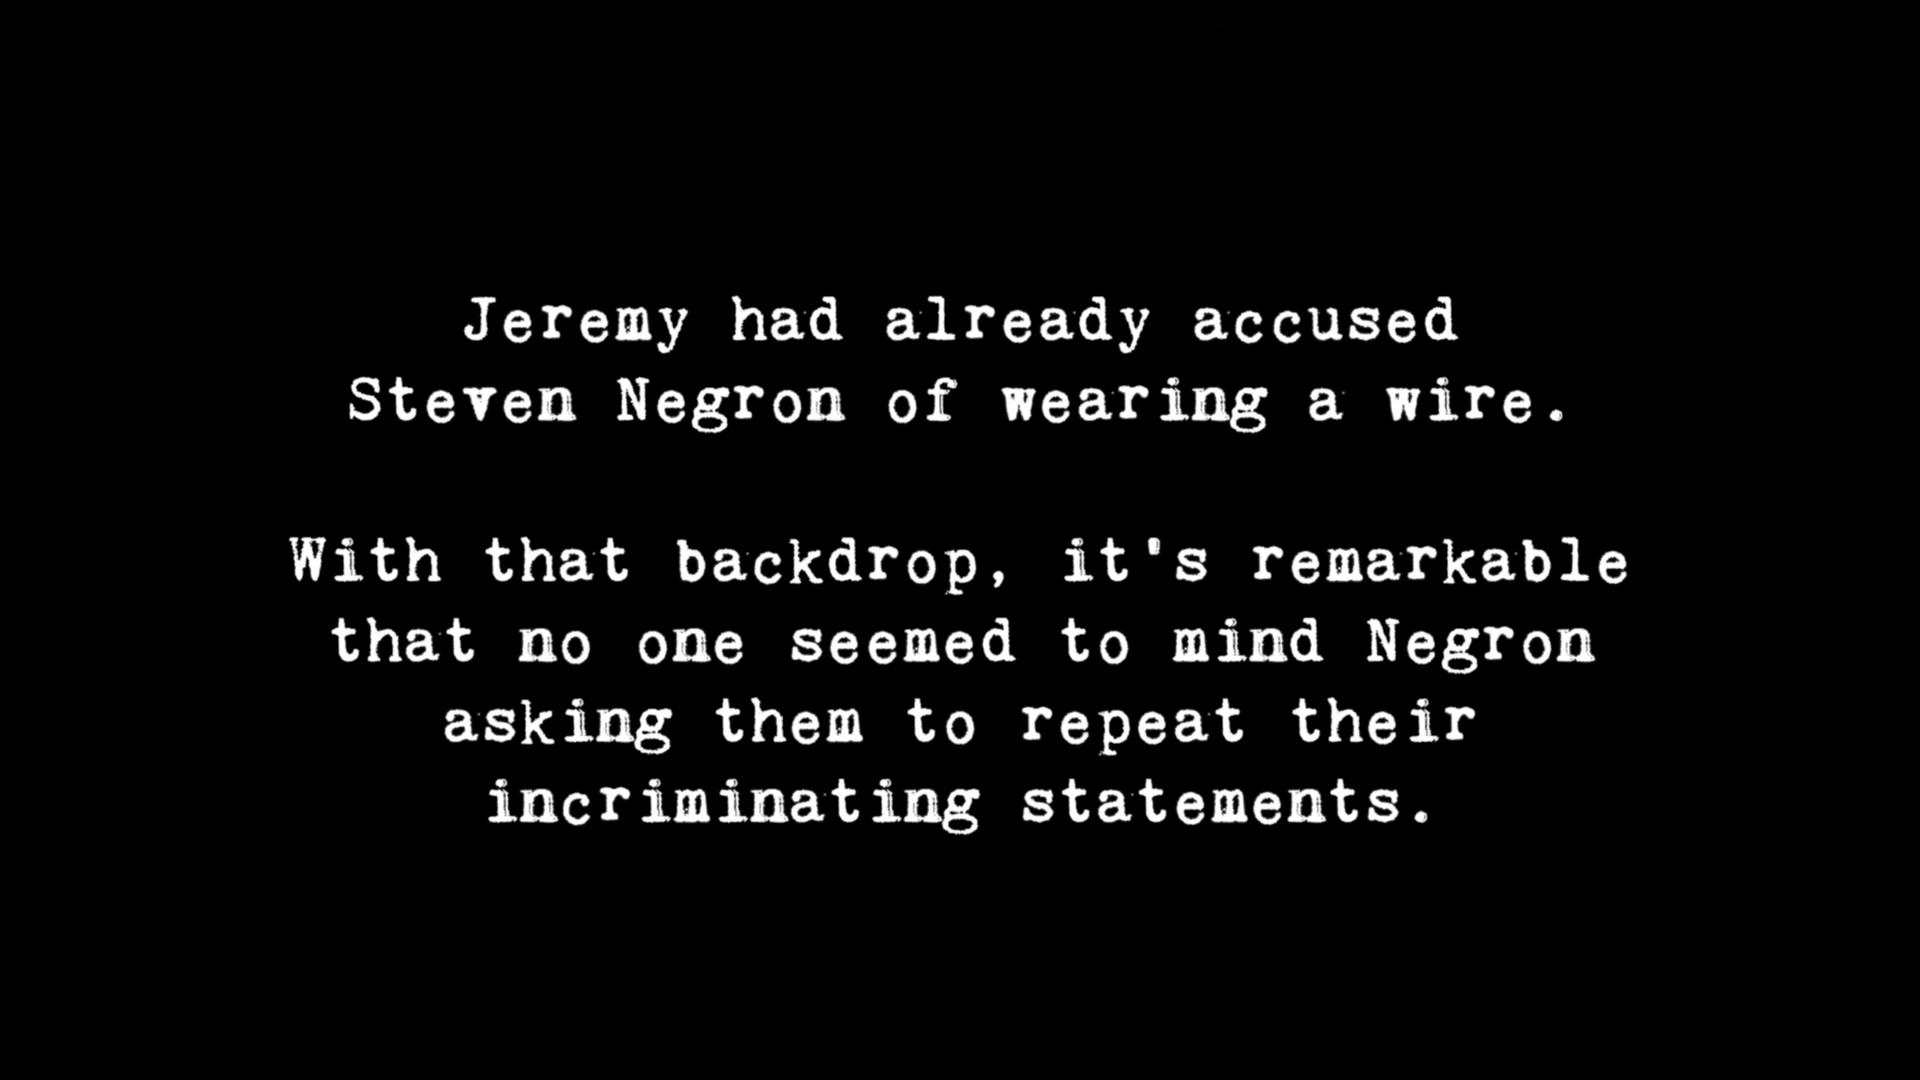 Jeremy had already accused
Steven Negron of wearing a wire.
With that backdrop, it's remarkable
that no one seemed to mind Negron
asking them to repeat their
incriminating statements.